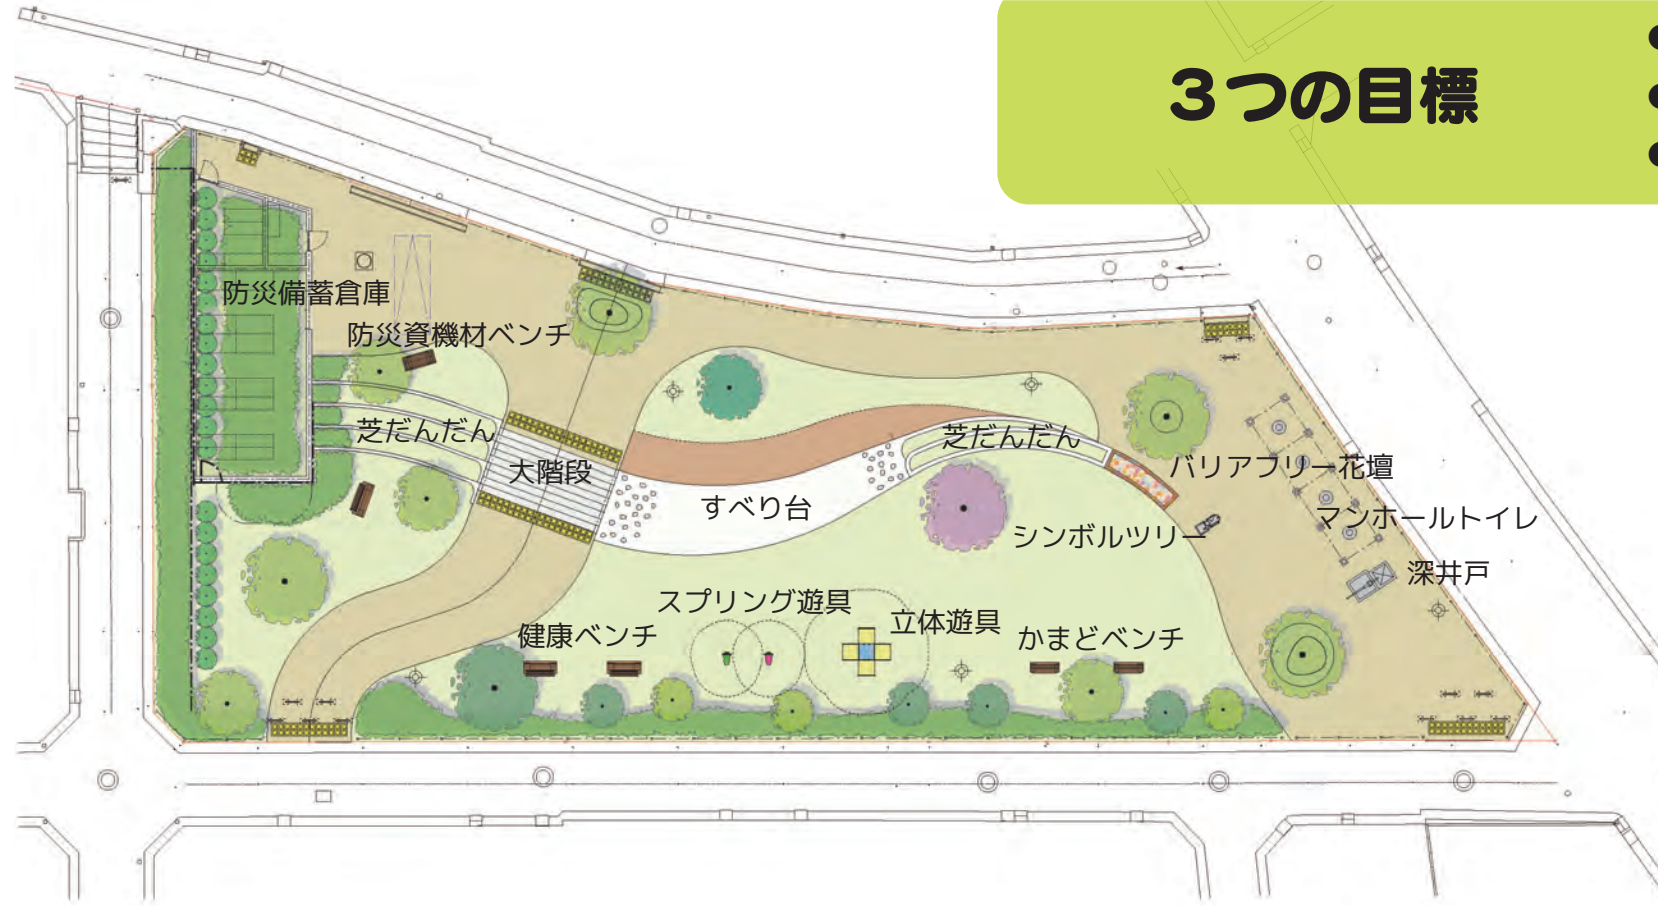 ３つの目標
防災備蓄倉庫
防災資機材ベンチ
芝だんだん
大階段
すべり台
芝だんだん
バリアフリー花壇
マンホールトイレ
シンボルツリー
深井戸
スプリング遊具
立体遊具
健康ベンチ
かまどベンチ